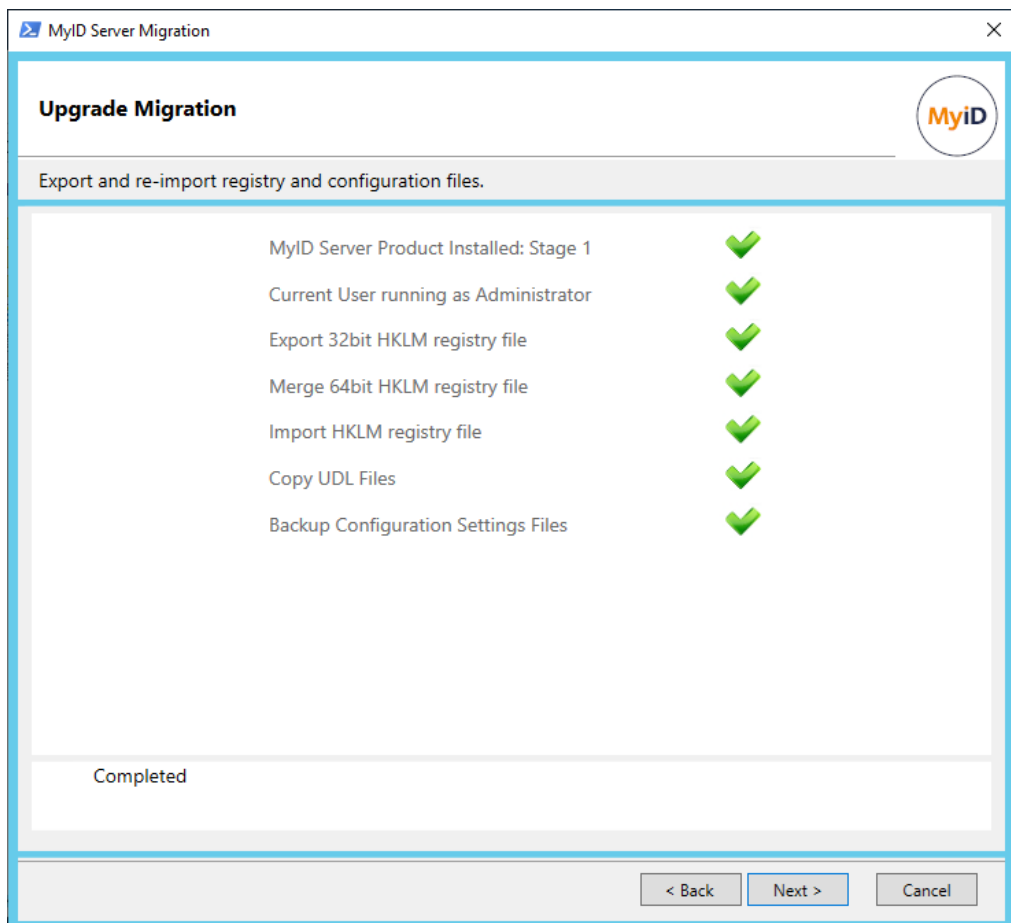 MyID Server Migration
Upgrade Migration
MyiD
Export and re-import registry and configuration files.
MyID Server Product Installed: Stage 1
Current User running as Administrator
Export 32bit HKLM registry file
Merge 64bit HKLM registry file
Import HKLM registry file
Copy UDL Files
Backup Configuration Settings Files
Completed
< Back
Next >
Cancel